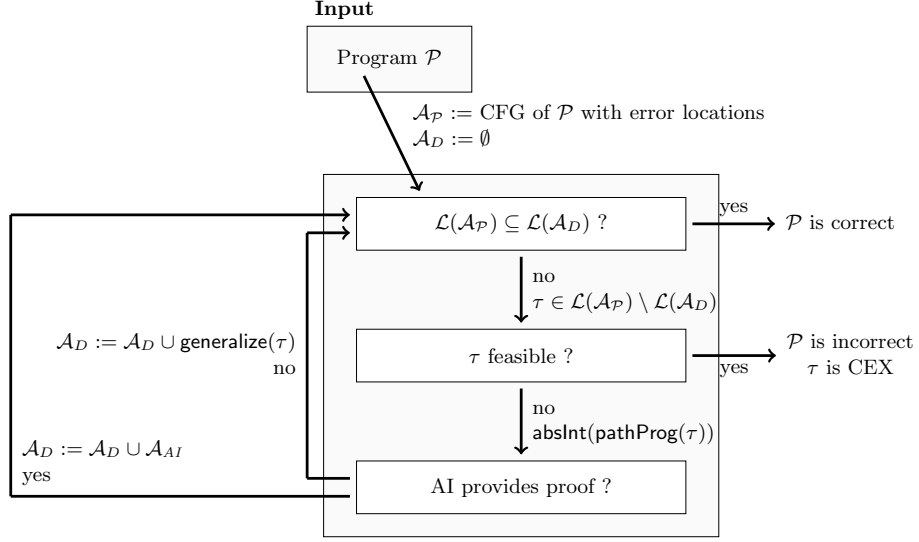 Input
Program 𝒫
𝒜_𝒫 := CFG of 𝒫 with error locations
𝒜_D := ∅
ℒ(𝒜_𝒫) ⊆ ℒ(𝒜_D) ?
yes
𝒫 is correct
no
τ ∈ ℒ(𝒜_𝒫) \ ℒ(𝒜_D)
𝒜_D := 𝒜_D ∪ generalize(τ)
no
τ feasible ?
yes
𝒫 is incorrect
τ is CEX
no
absInt(pathProg(τ))
𝒜_D := 𝒜_D ∪ 𝒜_AI
yes
AI provides proof ?